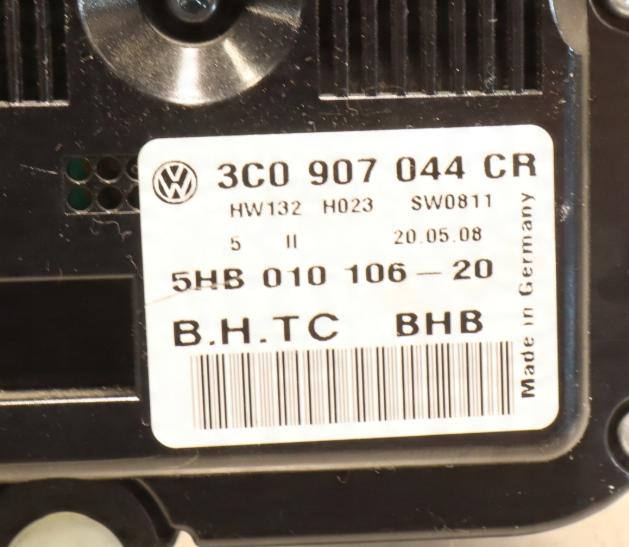 3C0 907 044 CR
HW132 H023 SW0811
5 II 20.05.08
5HB 010 106-20
B.H.TC BHB
Made in Germany